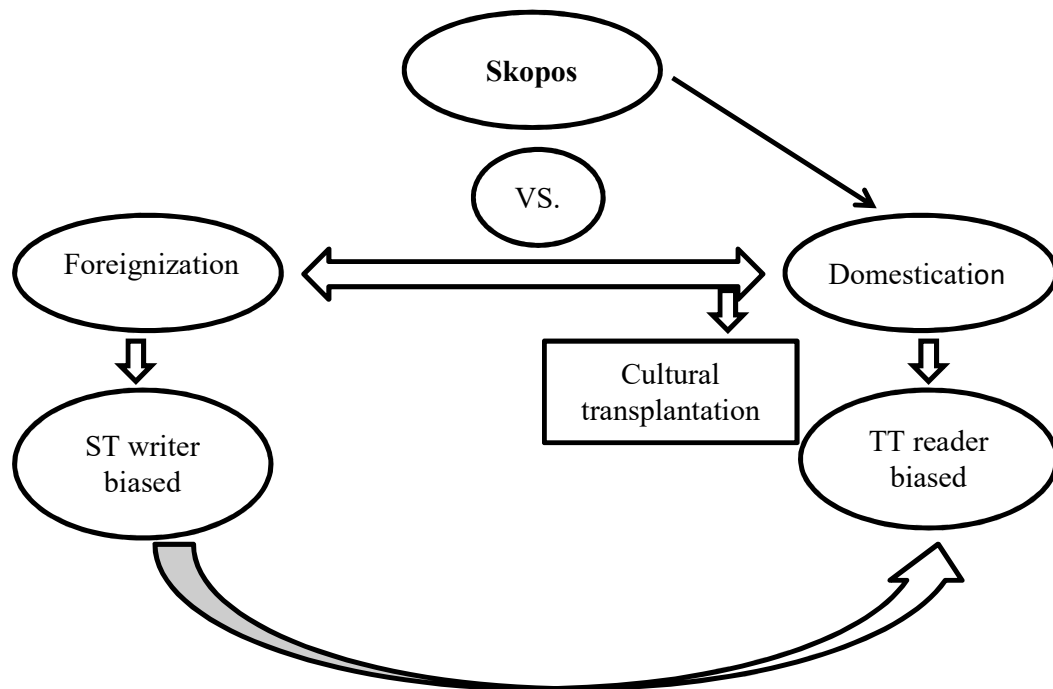 Skopos
VS.
Foreignization
Domestication
Cultural
transplantation
ST writer
biased
TT reader
biased